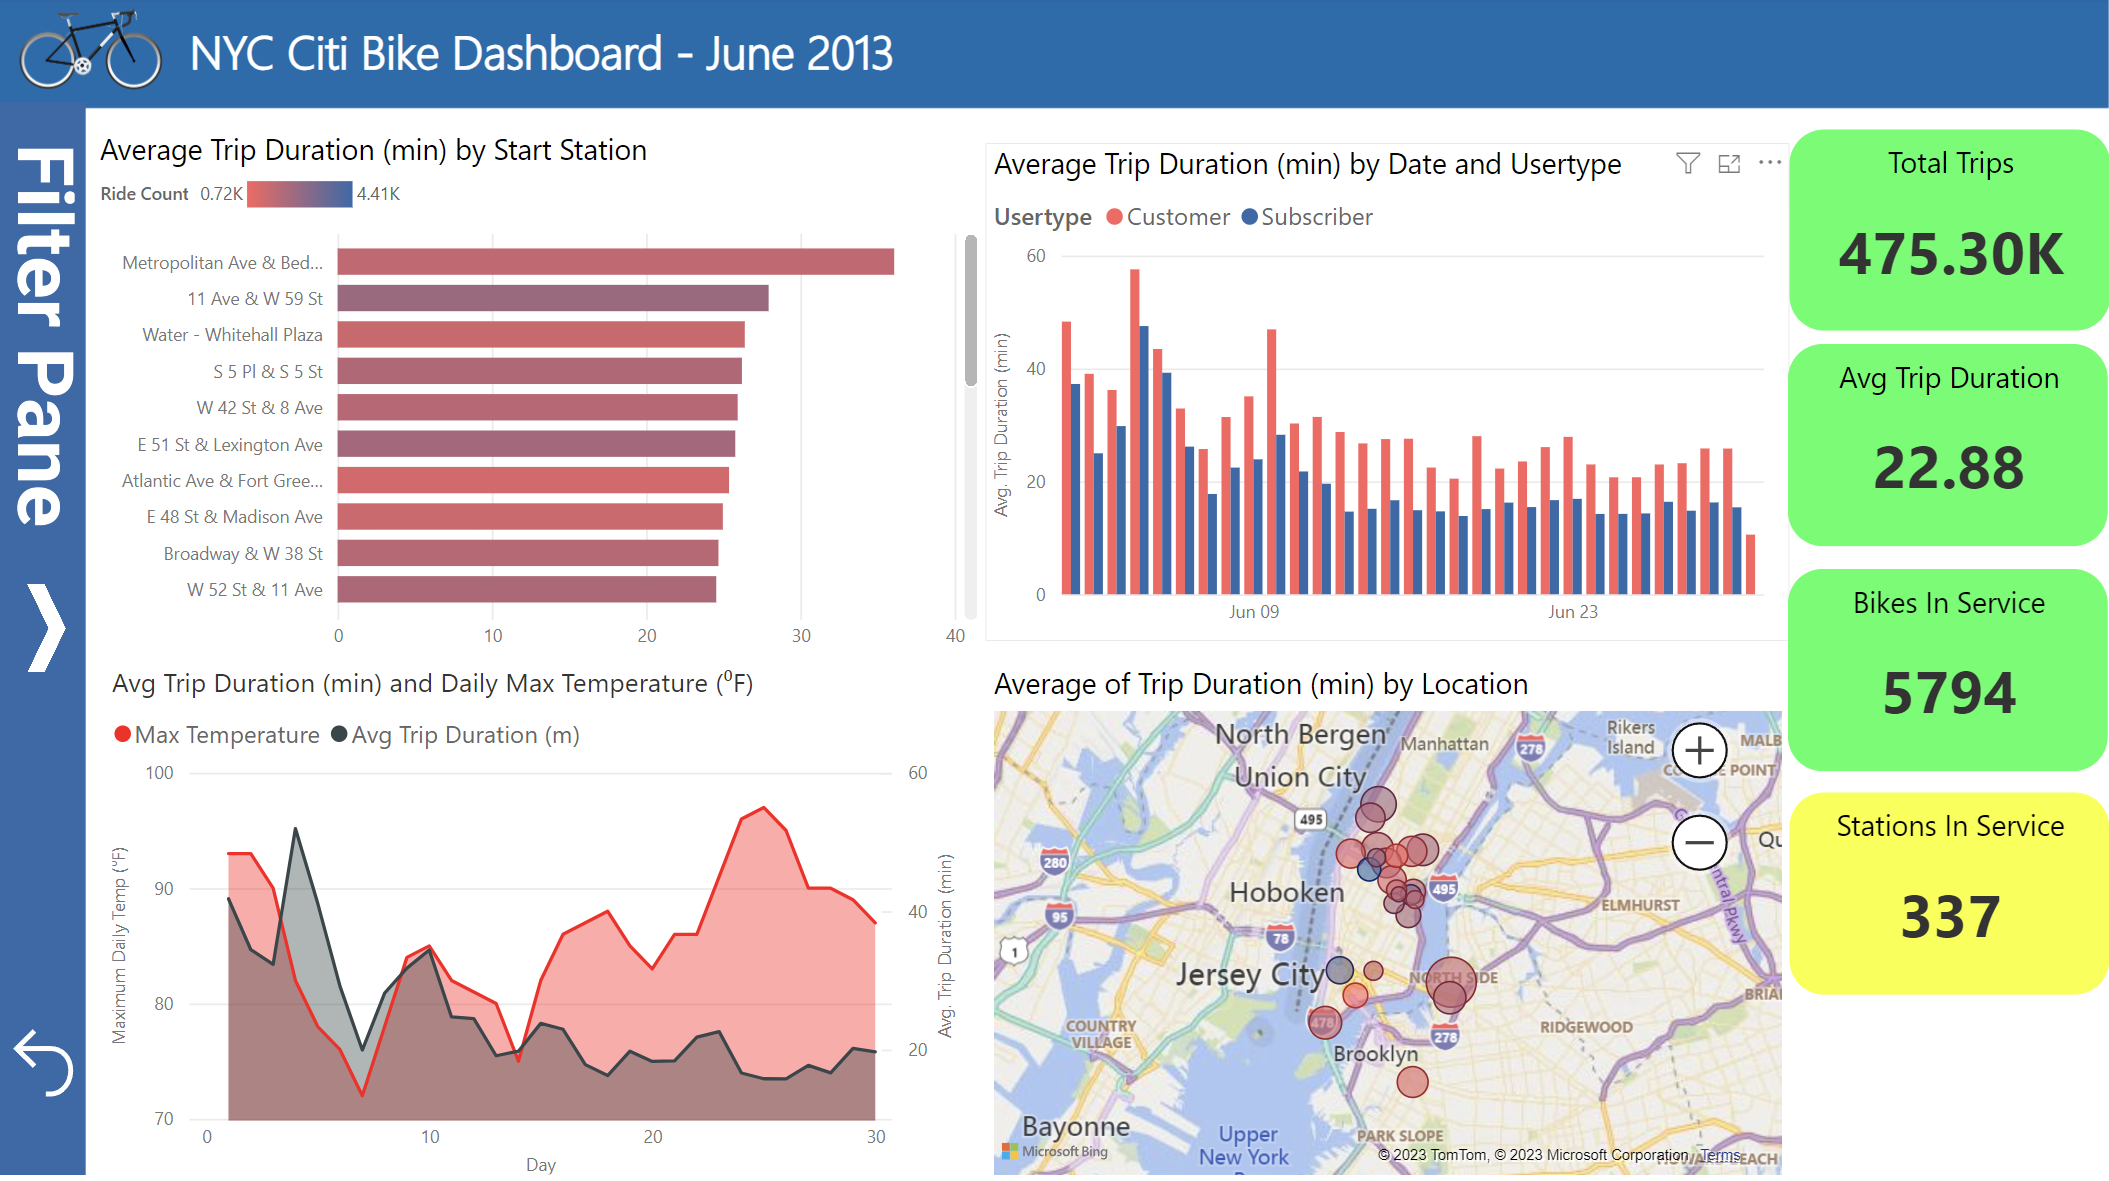 NYC Citi Bike Dashboard - June 2013
Filter Pane
Average Trip Duration (min) by Start Station
Ride Count 0.72K 4.41K
Metropolitan Ave & Bed...
11 Ave & W 59 St
Water - Whitehall Plaza
S 5 Pl & S 5 St
W 42 St & 8 Ave
E 51 St & Lexington Ave
Atlantic Ave & Fort Gree...
E 48 St & Madison Ave
Broadway & W 38 St
W 52 St & 11 Ave
0 10 20 30 40
Average Trip Duration (min) by Date and Usertype
Usertype Customer Subscriber
Avg. Trip Duration (min)
60
40
20
0
Jun 09 Jun 23
Total Trips
475.30K
Avg Trip Duration
22.88
Bikes In Service
5794
Stations In Service
337
Avg Trip Duration (min) and Daily Max Temperature (⁰F)
Max Temperature Avg Trip Duration (m)
Maximum Daily Temp (⁰F)
100
90
80
70
60
40
20
Avg. Trip Duration (min)
0 10 20 30
Day
Average of Trip Duration (min) by Location
North Bergen
Manhattan
278
Rikers
Island
MALB
Union City
POINT
495
280
Hoboken
495
95
ELMHURST
78
1
ntral Pkwy
Jersey City
NORTH SIDE
BRIAI
478
COUNTRY
VILLAGE
278
RIDGEWOOD
Brooklyn
Bayonne
Upper
New York
PARK SLOPE
Microsoft Bing
© 2023 TomTom, © 2023 Microsoft Corporation Terms